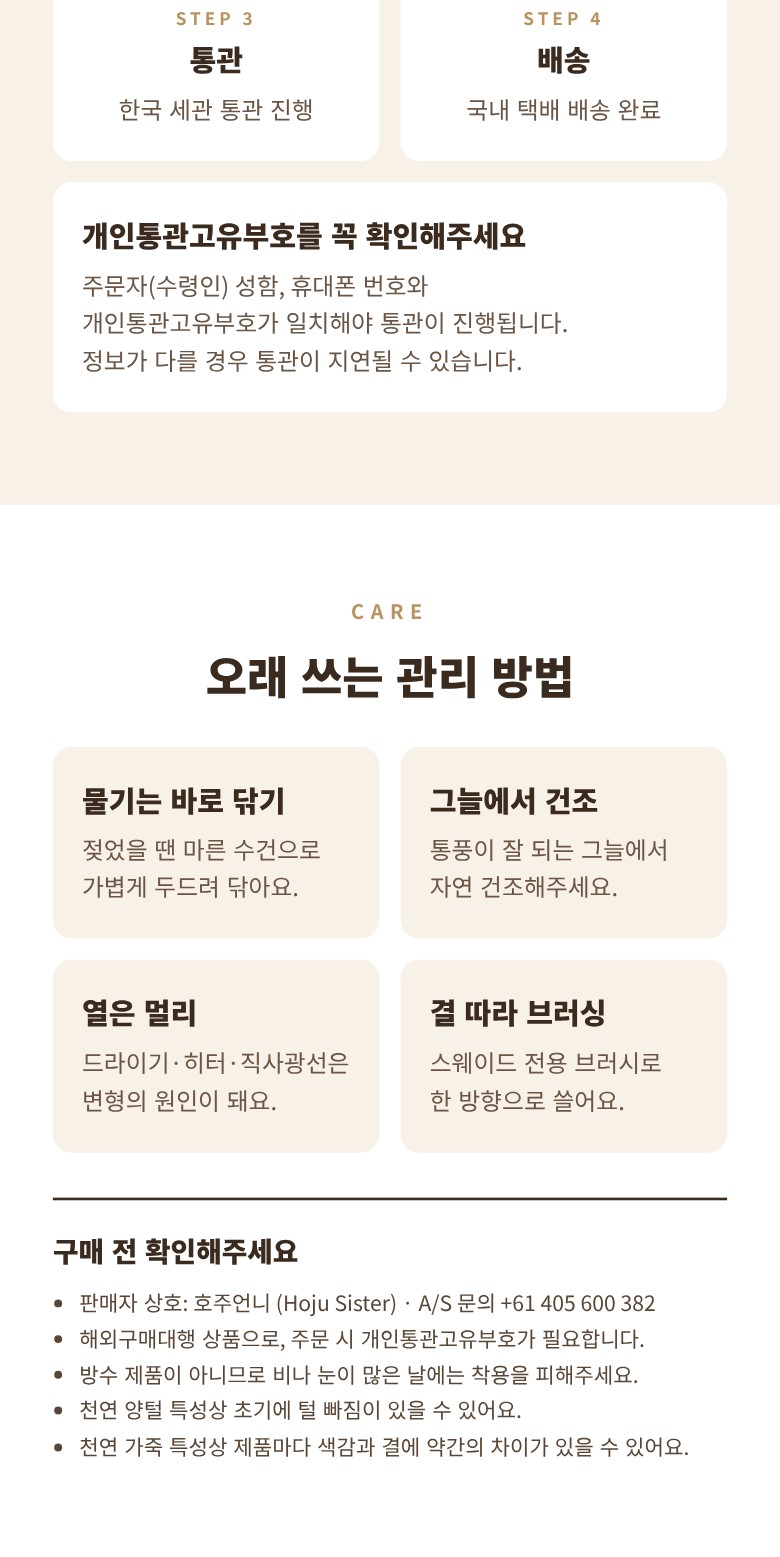 STEP 3
통관
한국 세관 통관 진행
STEP 4
배송
국내 택배 배송 완료
개인통관고유부호를 꼭 확인해주세요
주문자(수령인) 성함, 휴대폰 번호와
개인통관고유부호가 일치해야 통관이 진행됩니다.
정보가 다를 경우 통관이 지연될 수 있습니다.
CARE
오래 쓰는 관리 방법
물기는 바로 닦기
젖었을 땐 마른 수건으로
가볍게 두드려 닦아요.
그늘에서 건조
통풍이 잘 되는 그늘에서
자연 건조해주세요.
열은 멀리
드라이기·히터·직사광선은
변형의 원인이 돼요.
결 따라 브러싱
스웨이드 전용 브러시로
한 방향으로 쓸어요.
구매 전 확인해주세요
• 판매자 상호: 호주언니 (Hoju Sister) · A/S 문의 +61 405 600 382
• 해외구매대행 상품으로, 주문 시 개인통관고유부호가 필요합니다.
• 방수 제품이 아니므로 비나 눈이 많은 날에는 착용을 피해주세요.
• 천연 양털 특성상 초기에 털 빠짐이 있을 수 있어요.
• 천연 가죽 특성상 제품마다 색감과 결에 약간의 차이가 있을 수 있어요.